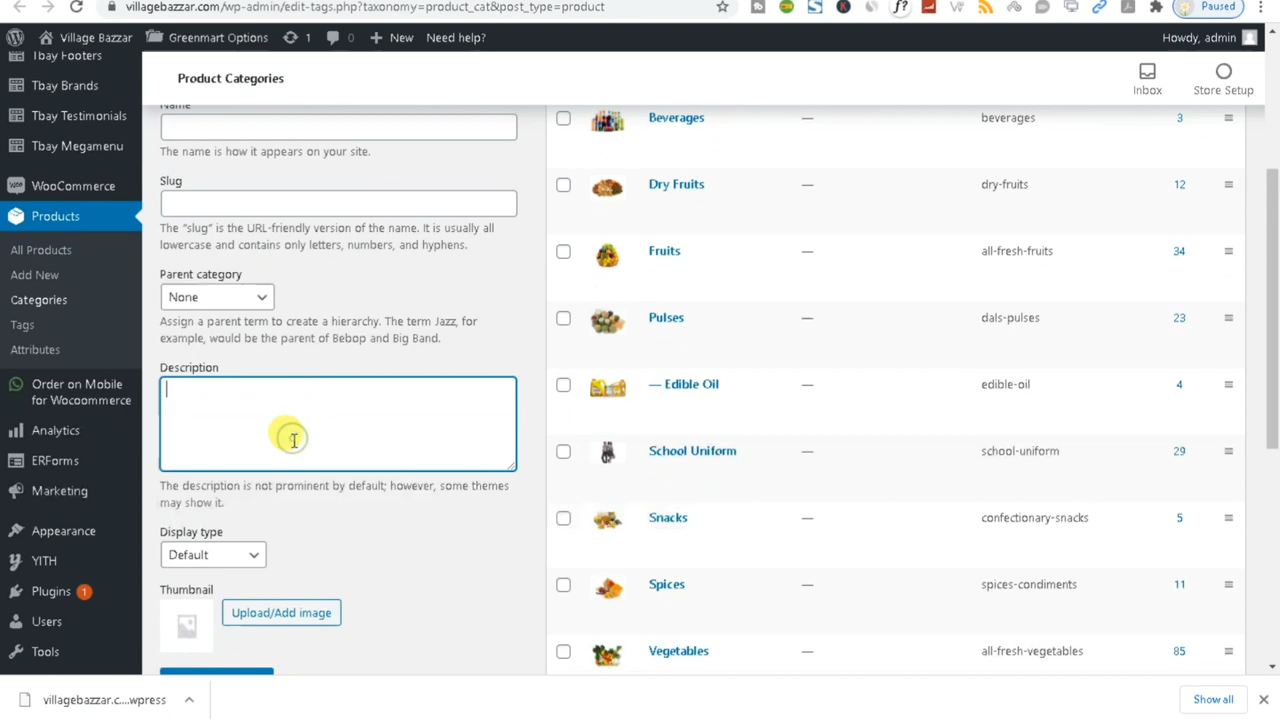 villagebazzar.com/wp-admin/edit-tags.php?taxonomy=product_cat&post_type=product
f?
Paused
Village Bazzar
Greenmart Options
1
0
New
Need help?
Howdy, admin
Tbay Footers
Tbay Brands
Tbay Testimonials
Tbay Megamenu
WooCommerce
Products
All Products
Add New
Categories
Tags
Attributes
Order on Mobile
for Wocoommerce
Analytics
ERForms
Marketing
Appearance
YITH
Plugins 1
Users
Tools
Product Categories
Inbox
Store Setup
Name
The name is how it appears on your site.
Slug
The “slug” is the URL-friendly version of the name. It is usually all
lowercase and contains only letters, numbers, and hyphens.
Parent category
None
Assign a parent term to create a hierarchy. The term Jazz, for
example, would be the parent of Bebop and Big Band.
Description
The description is not prominent by default; however, some themes
may show it.
Display type
Default
Thumbnail
Upload/Add image
Beverages — beverages 3
Dry Fruits — dry-fruits 12
Fruits — all-fresh-fruits 34
Pulses — dals-pulses 23
— Edible Oil — edible-oil 4
School Uniform — school-uniform 29
Snacks — confectionary-snacks 5
Spices — spices-condiments 11
Vegetables — all-fresh-vegetables 85
villagebazzar.c....wpress
Show all